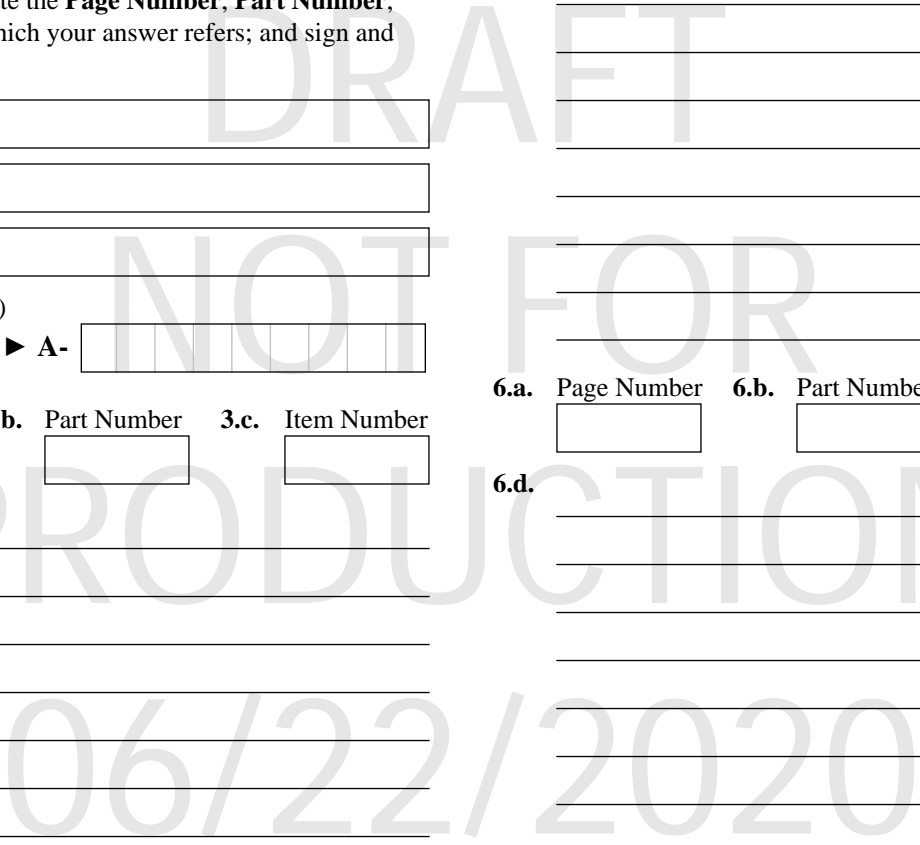 te the Page Number, Part Number,
hich your answer refers; and sign and
)
► A-
b. Part Number 3.c. Item Number
6.a. Page Number 6.b. Part Numbe
6.d.
DRAFT
NOT FOR
PRODUCTION
06/22/2020